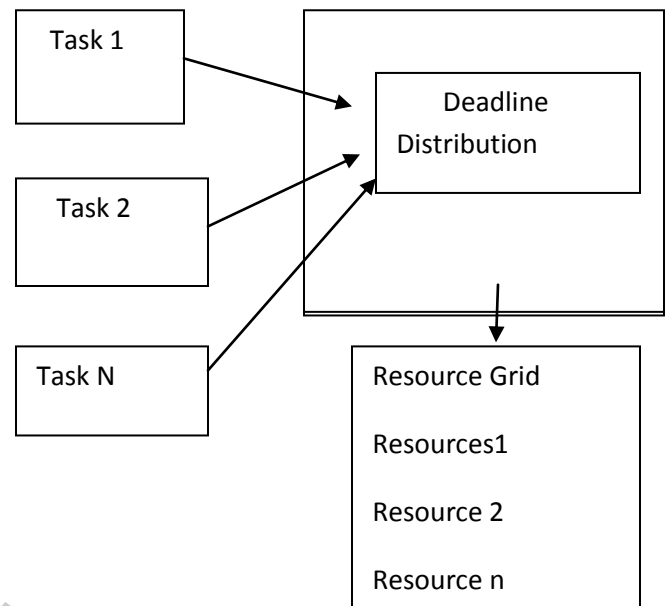 Task 1
Deadline
Distribution
Task 2
Task N
Resource Grid
Resources1
Resource 2
Resource n